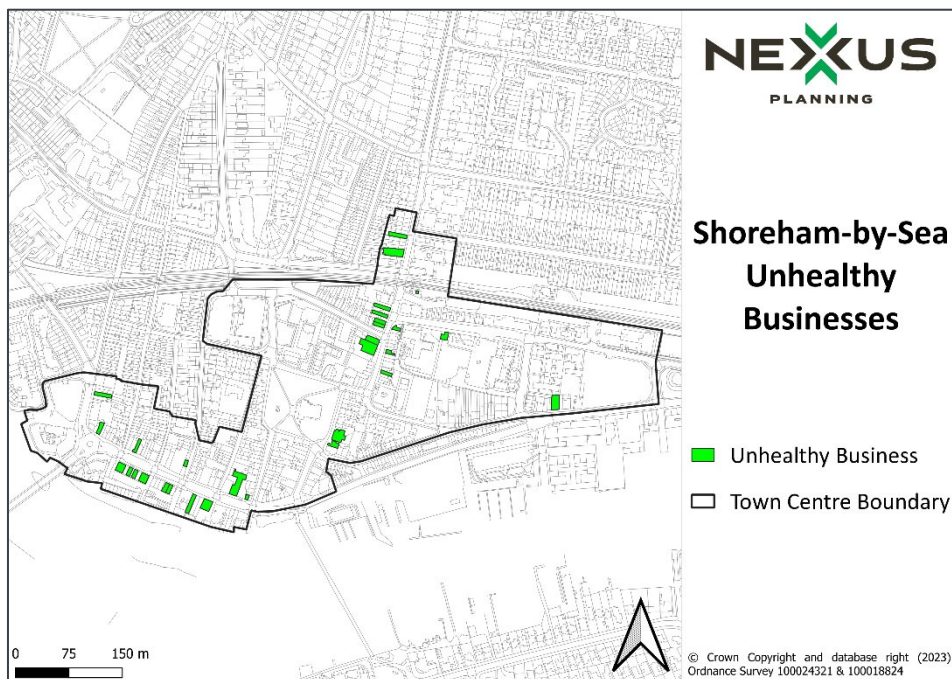 NEXUS
PLANNING
Shoreham-by-Sea
Unhealthy
Businesses
Unhealthy Business
Town Centre Boundary
0 75 150 m
© Crown Copyright and database right (2023)
Ordnance Survey 100024321 & 100018824